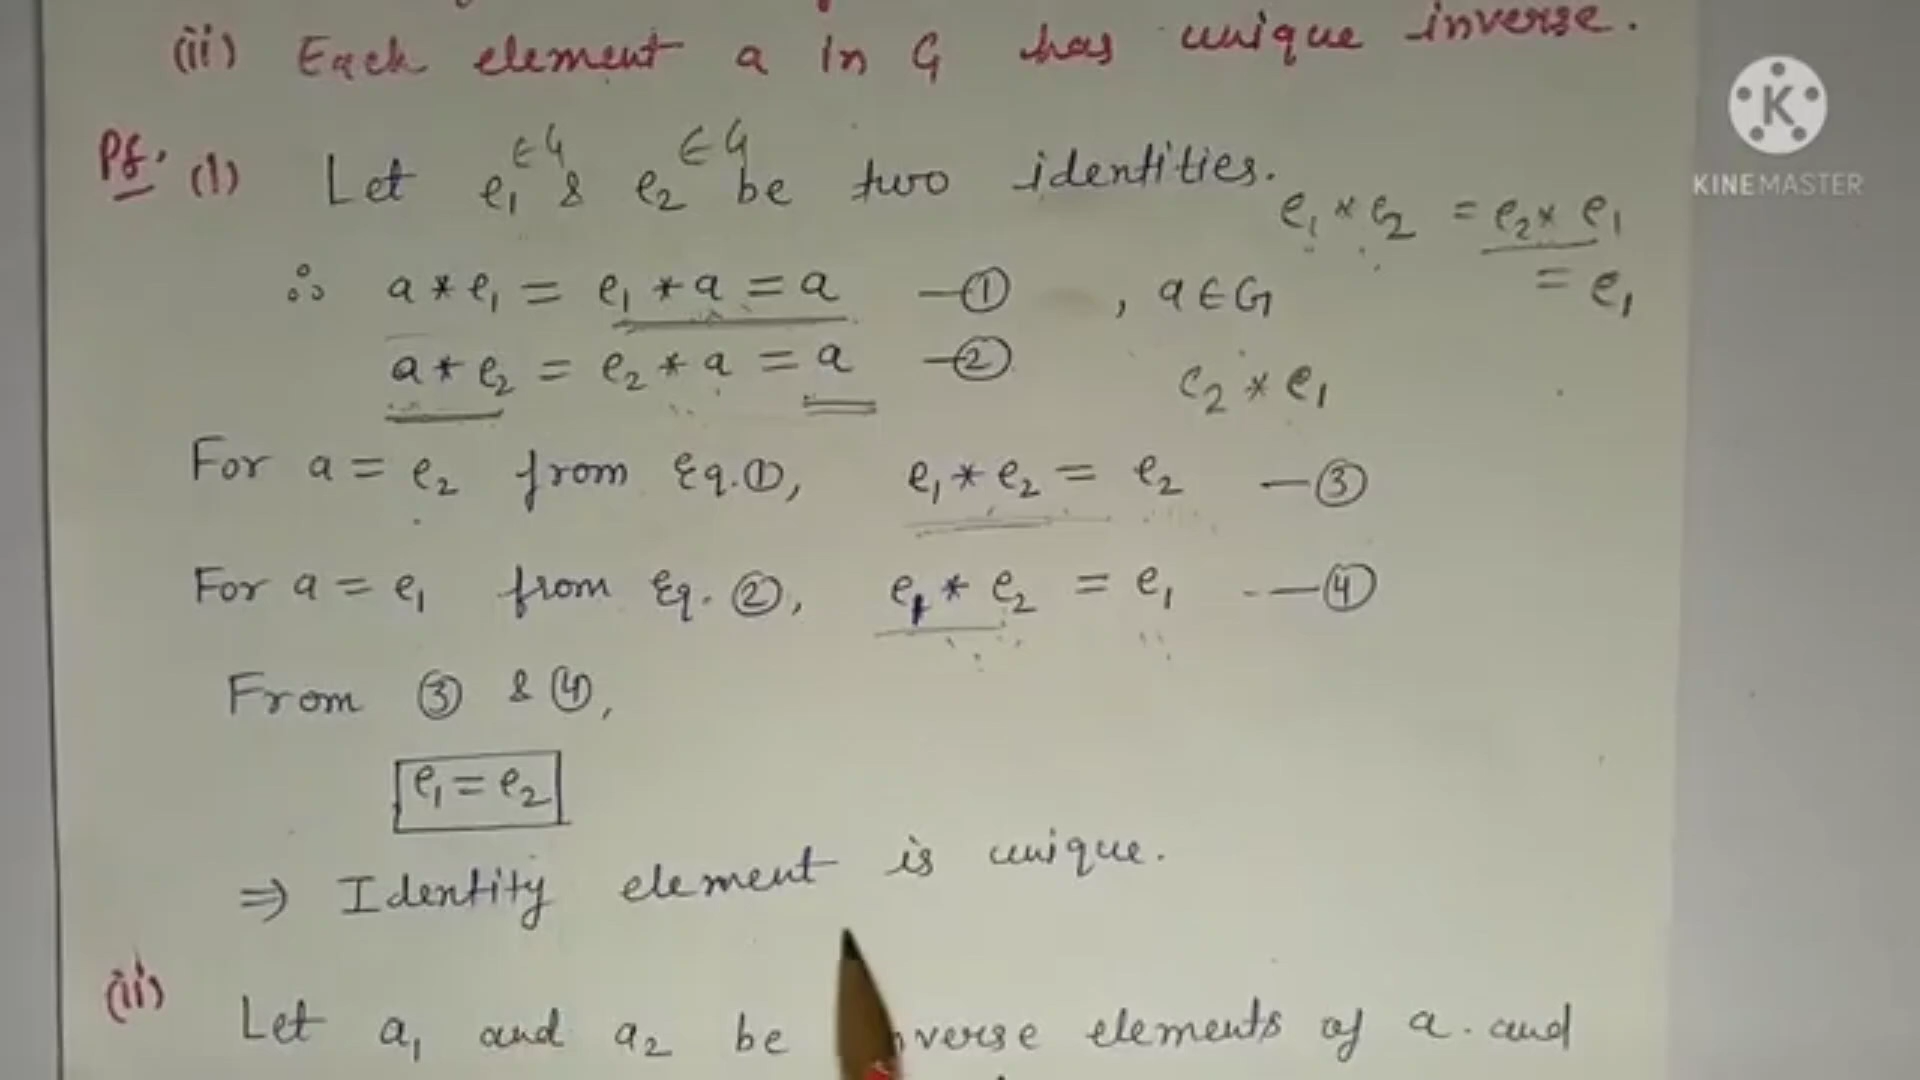 (ii) Each element a in G has unique inverse.
K
KINEMASTER
Pf. (i) Let e₁ ∈G & e₂ ∈G be two identities.
e₁ * e₂ = e₂ * e₁
= e₁
∴ a * e₁ = e₁ * a = a —①, a ∈ G
a * e₂ = e₂ * a = a —②
e₂ * e₁
For a = e₂ from Eq.①, e₁ * e₂ = e₂ —③
For a = e₁ from Eq. ②, e₁ * e₂ = e₁ —④
From ③ & ④,
e₁ = e₂
⇒ Identity element is unique.
(ii) Let a₁ and a₂ be elements of a. and